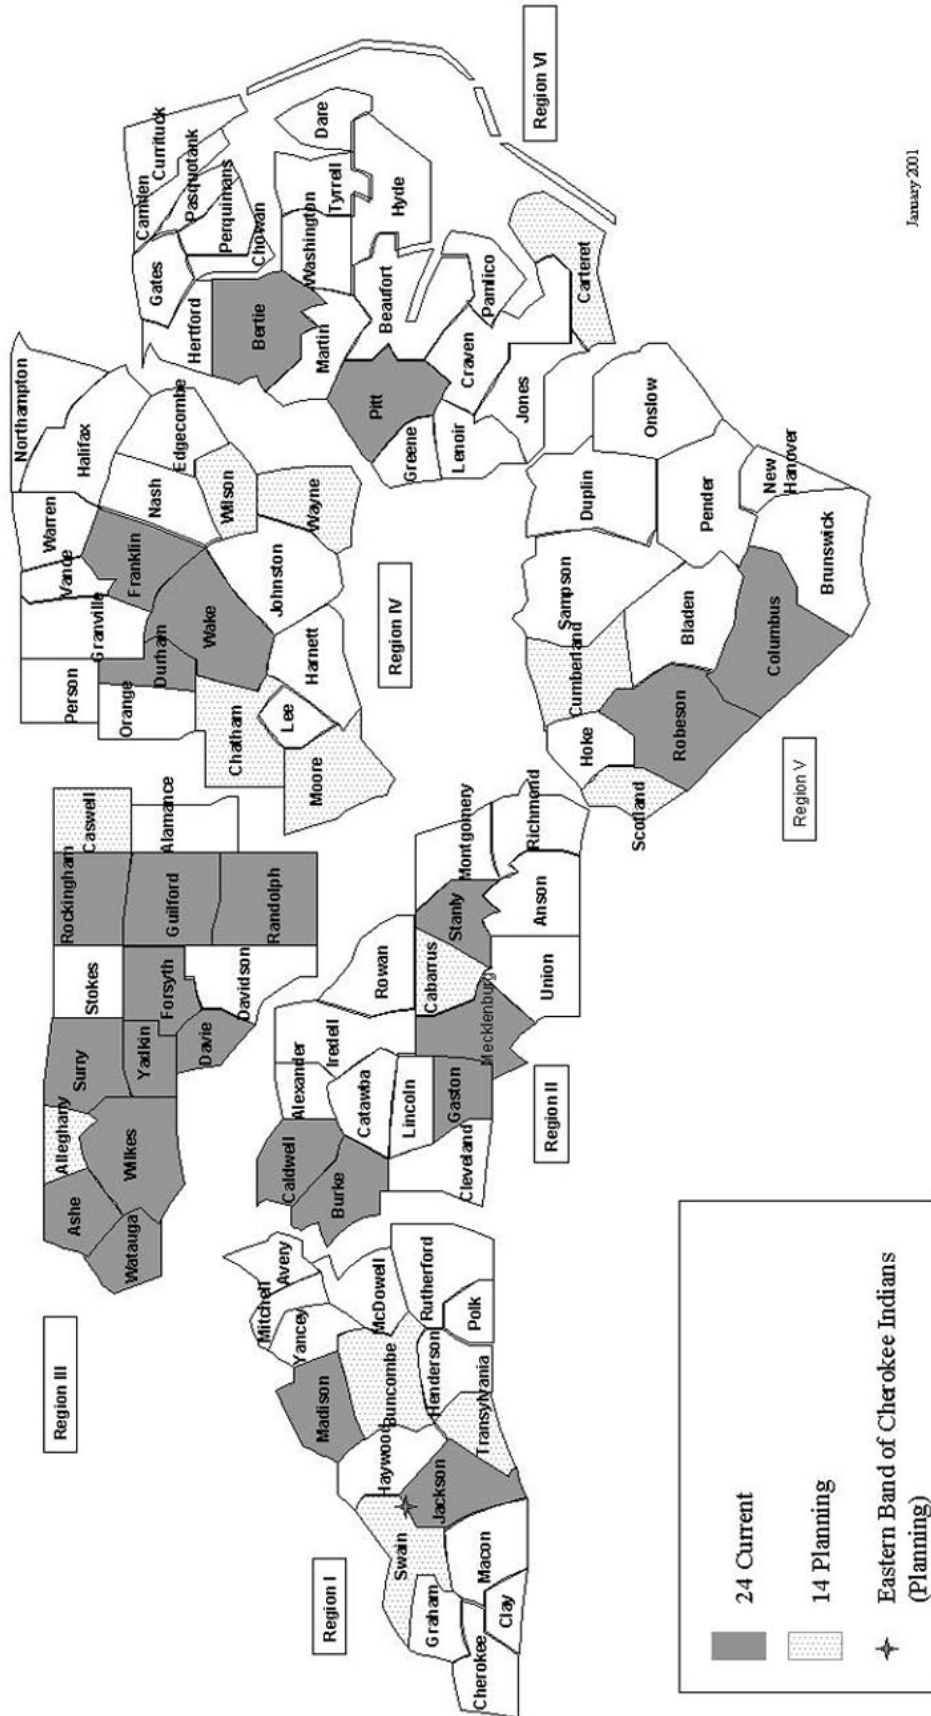 Region I
Cherokee
Graham
Clay
Swain
Macon
Jackson
Haywood
Transylvania
Buncombe
Henderson
Madison
Yancey
Mitchell
Avery
McDowell
Rutherford
Polk
Region II
Burke
Caldwell
Cleveland
Alexander
Catawba
Lincoln
Gaston
Iredell
Mecklenburg
Rowan
Cabarrus
Union
Stanly
Anson
Montgomery
Richmond
Region III
Watauga
Ashe
Alleghany
Wilkes
Surry
Yadkin
Davie
Stokes
Forsyth
Davidson
Rockingham
Guilford
Randolph
Caswell
Alamance
Region IV
Person
Orange
Chatham
Moore
Lee
Durham
Granville
Vance
Warren
Franklin
Wake
Harnett
Johnston
Northampton
Halifax
Nash
Edgecombe
Wilson
Wayne
Region V
Scotland
Hoke
Robeson
Cumberland
Sampson
Bladen
Columbus
Duplin
Pender
Brunswick
New
Hanover
Onslow
Region VI
Gates
Hertford
Bertie
Martin
Pitt
Greene
Lenoir
Jones
Craven
Beaufort
Pamlico
Carteret
Camden
Currituck
Pasquotank
Perquimans
Chowan
Washington
Tyrrell
Dare
Hyde
24 Current
14 Planning
Eastern Band of Cherokee Indians
(Planning)
January 2001